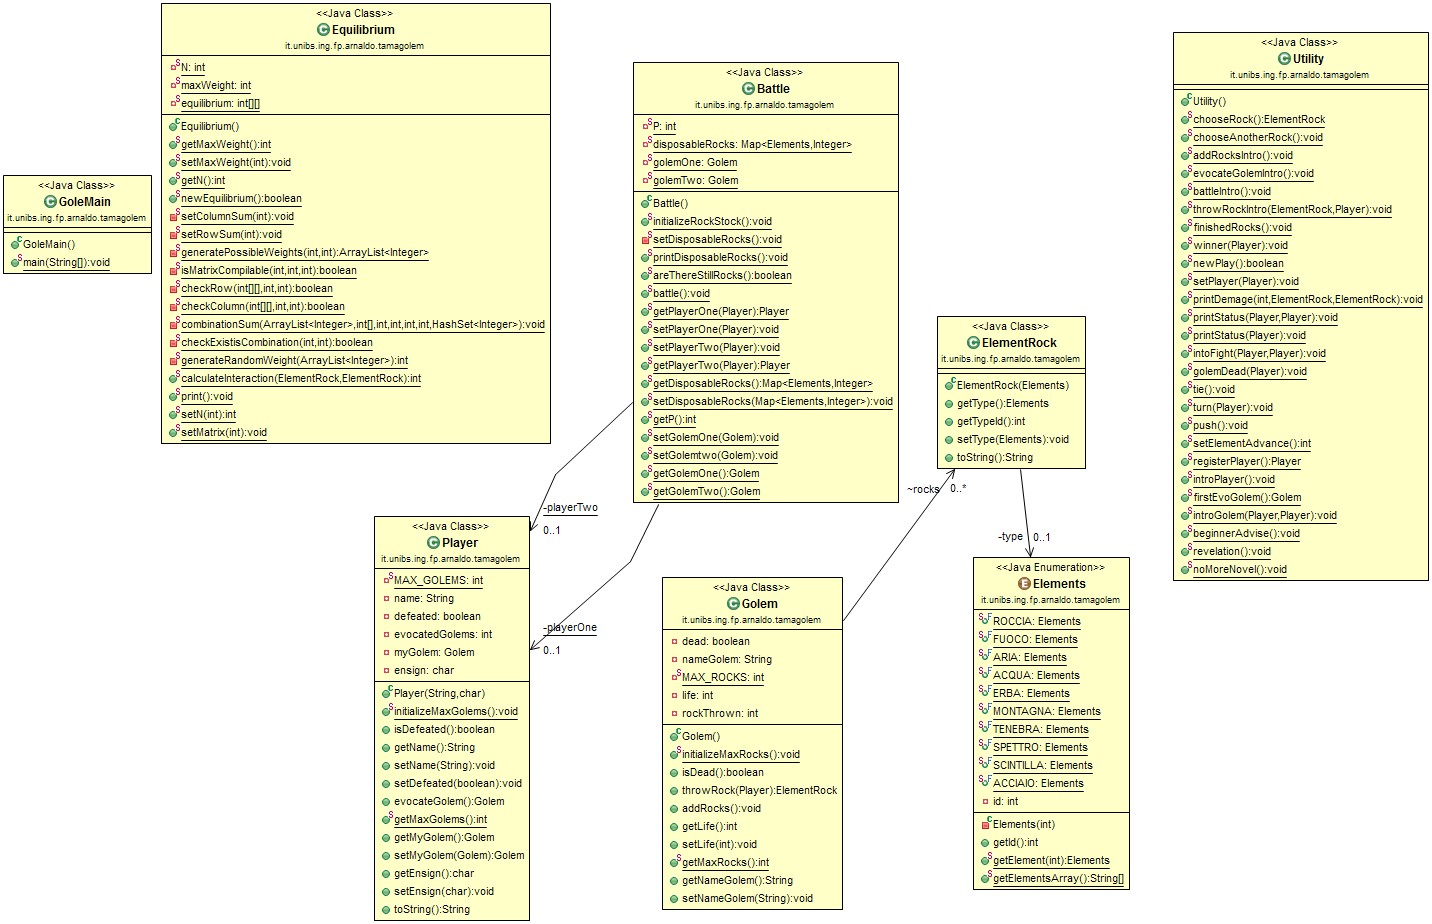 <<Java Class>>
GoleMain
it.unibs.ing.fp.arnaldo.tamagolem
GoleMain()
main(String[]):void
<<Java Class>>
Equilibrium
it.unibs.ing.fp.arnaldo.tamagolem
N: int
maxWeight: int
equilibrium: int[][]
Equilibrium()
getMaxWeight():int
setMaxWeight(int):void
getN():int
newEquilibrium():boolean
setColumnSum(int):void
setRowSum(int):void
generatePossibleWeights(int,int):ArrayList<Integer>
isMatrixCompilable(int,int,int):boolean
checkRow(int[][],int,int):boolean
checkColumn(int[][],int,int):boolean
combinationSum(ArrayList<Integer>,int[],int,int,int,int,HashSet<Integer>):void
checkExistisCombination(int,int):boolean
generateRandomWeight(ArrayList<Integer>):int
calculateInteraction(ElementRock,ElementRock):int
print():void
setN(int):int
setMatrix(int):void
<<Java Class>>
Battle
it.unibs.ing.fp.arnaldo.tamagolem
P: int
disposableRocks: Map<Elements,Integer>
golemOne: Golem
golemTwo: Golem
Battle()
initializeRockStock():void
setDisposableRocks():void
printDisposableRocks():void
areThereStillRocks():boolean
battle():void
getPlayerOne(Player):Player
setPlayerOne(Player):void
setPlayerTwo(Player):void
getPlayerTwo(Player):Player
getDisposableRocks():Map<Elements,Integer>
setDisposableRocks(Map<Elements,Integer>):void
getP():int
setGolemOne(Golem):void
setGolemtwo(Golem):void
getGolemOne():Golem
getGolemTwo():Golem
<<Java Class>>
Utility
it.unibs.ing.fp.arnaldo.tamagolem
Utility()
chooseRock():ElementRock
chooseAnotherRock():void
addRocksIntro():void
evocateGolemIntro():void
battleIntro():void
throwRockIntro(ElementRock,Player):void
finishedRocks():void
winner(Player):void
newPlay():boolean
setPlayer(Player):void
printDemage(int,ElementRock,ElementRock):void
printStatus(Player,Player):void
printStatus(Player):void
intoFight(Player,Player):void
golemDead(Player):void
tie():void
turn(Player):void
push():void
setElementAdvance():int
registerPlayer():Player
introPlayer():void
firstEvoGolem():Golem
introGolem(Player,Player):void
beginnerAdvise():void
revelation():void
noMoreNovel():void
<<Java Class>>
ElementRock
it.unibs.ing.fp.arnaldo.tamagolem
ElementRock(Elements)
getType():Elements
getTypeId():int
setType(Elements):void
toString():String
~rocks 0..*
-playerTwo
0..1
-playerOne
0..1
-type 0..1
<<Java Class>>
Player
it.unibs.ing.fp.arnaldo.tamagolem
MAX_GOLEMS: int
name: String
defeated: boolean
evocatedGolems: int
myGolem: Golem
ensign: char
Player(String,char)
initializeMaxGolems():void
isDefeated():boolean
getName():String
setName(String):void
setDefeated(boolean):void
evocateGolem():Golem
getMaxGolems():int
getMyGolem():Golem
setMyGolem(Golem):Golem
getEnsign():char
setEnsign(char):void
toString():String
<<Java Class>>
Golem
it.unibs.ing.fp.arnaldo.tamagolem
dead: boolean
nameGolem: String
MAX_ROCKS: int
life: int
rockThrown: int
Golem()
initializeMaxRocks():void
isDead():boolean
throwRock(Player):ElementRock
addRocks():void
getLife():int
setLife(int):void
getMaxRocks():int
getNameGolem():String
setNameGolem(String):void
<<Java Enumeration>>
Elements
it.unibs.ing.fp.arnaldo.tamagolem
ROCCIA: Elements
FUOCO: Elements
ARIA: Elements
ACQUA: Elements
ERBA: Elements
MONTAGNA: Elements
TENEBRA: Elements
SPETTRO: Elements
SCINTILLA: Elements
ACCIAIO: Elements
id: int
Elements(int)
getId():int
getElement(int):Elements
getElementsArray():String[]